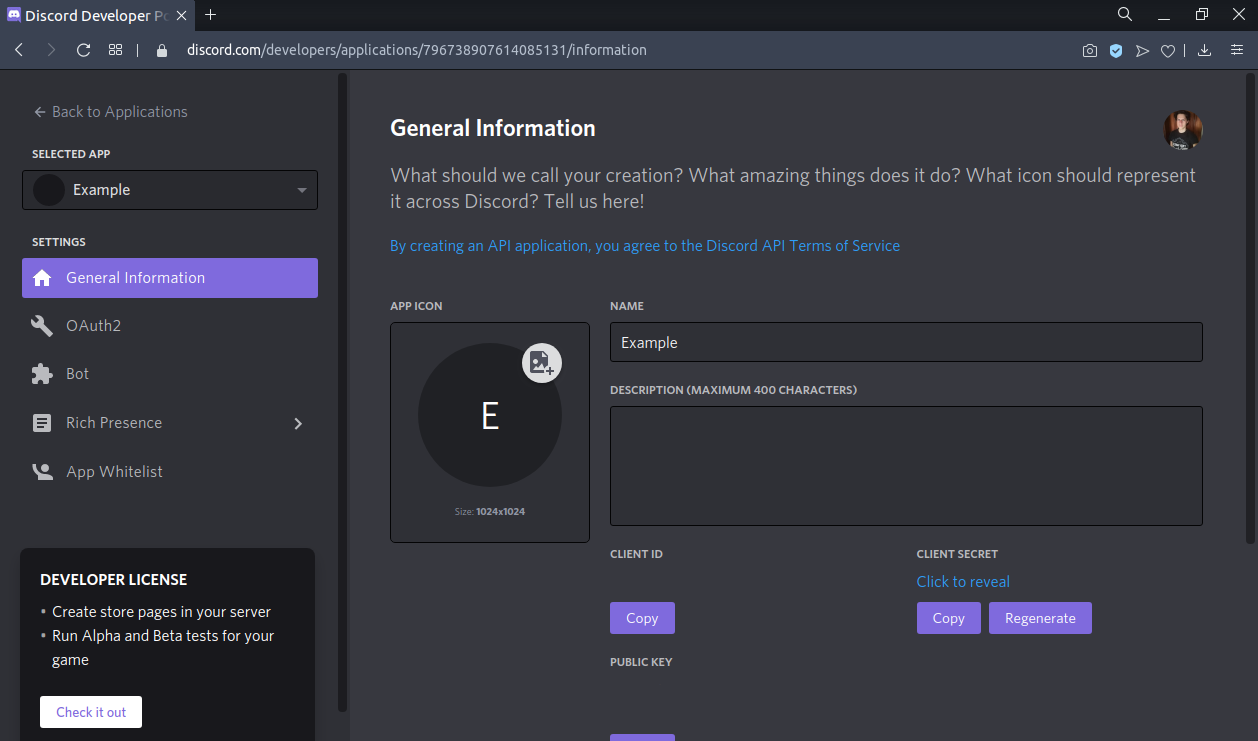 Discord Developer Po
discord.com/developers/applications/796738907614085131/information
Back to Applications
SELECTED APP
Example
SETTINGS
General Information
OAuth2
Bot
Rich Presence
App Whitelist
DEVELOPER LICENSE
• Create store pages in your server
• Run Alpha and Beta tests for your
game
Check it out
General Information
What should we call your creation? What amazing things does it do? What icon should represent
it across Discord? Tell us here!
By creating an API application, you agree to the Discord API Terms of Service
APP ICON
E
Size: 1024x1024
NAME
Example
DESCRIPTION (MAXIMUM 400 CHARACTERS)
CLIENT ID
Copy
CLIENT SECRET
Click to reveal
Copy
Regenerate
PUBLIC KEY